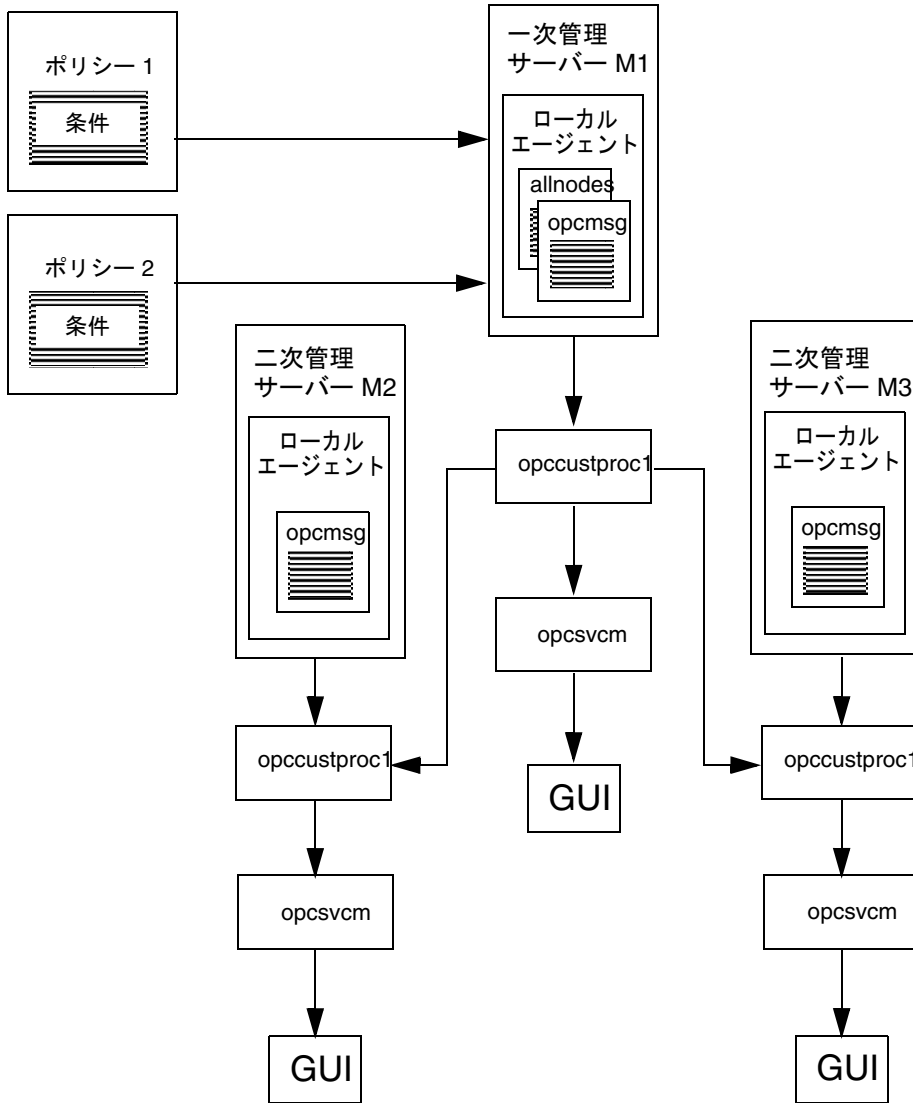 ポリシー 1
条件
ポリシー 2
条件
一次管理
サーバー M1
ローカル
エージェント
allnodes
opcmsg
二次管理
サーバー M2
ローカル
エージェント
opcmsg
二次管理
サーバー M3
ローカル
エージェント
opcmsg
opccustproc1
opcsvcm
GUI
opccustproc1
opcsvcm
GUI
opccustproc1
opcsvcm
GUI